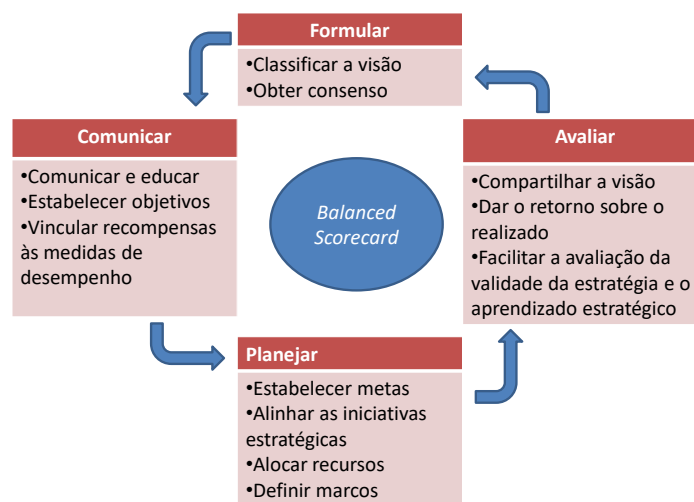 Formular
•Classificar a visão
•Obter consenso
Comunicar
•Comunicar e educar
•Estabelecer objetivos
•Vincular recompensas
às medidas de
desempenho
Balanced
Scorecard
Avaliar
•Compartilhar a visão
•Dar o retorno sobre o
realizado
•Facilitar a avaliação da
validade da estratégia e o
aprendizado estratégico
Planejar
•Estabelecer metas
•Alinhar as iniciativas
estratégicas
•Alocar recursos
•Definir marcos